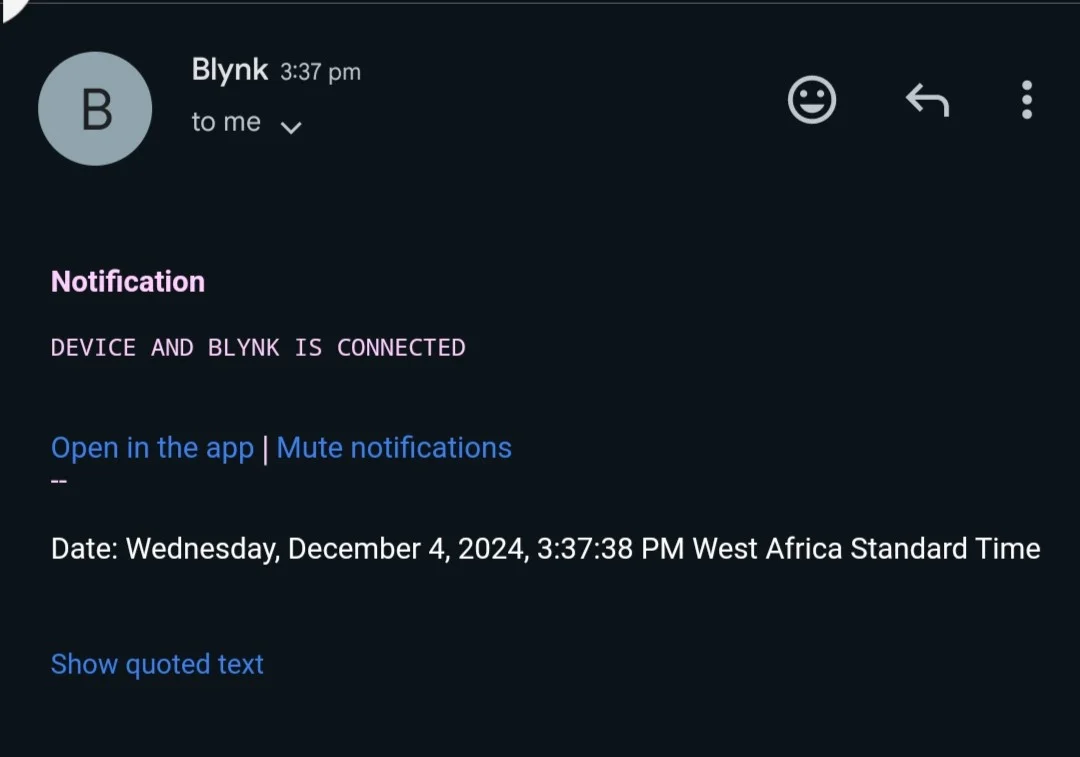 B
Blynk 3:37 pm
to me
Notification
DEVICE AND BLYNK IS CONNECTED
Open in the app | Mute notifications
--
Date: Wednesday, December 4, 2024, 3:37:38 PM West Africa Standard Time
Show quoted text